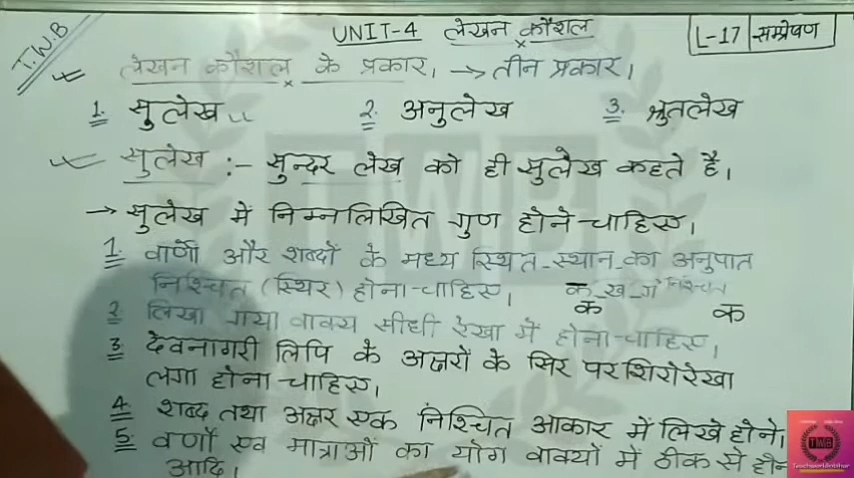 T.W.B
UNIT-4 लेखन कौशल
L-17 सम्प्रेषण
लेखन कौशल के प्रकार। → तीन प्रकार।
1. सुलेख 2. अनुलेख 3. श्रुतलेख
सुलेख :- सुन्दर लेख को ही सुलेख कहते है।
→ सुलेख में निम्नलिखित गुण होने चाहिए।
1. वार्णो और शब्दों के मध्य स्थित स्थान का अनुपात
निश्चित (स्थिर) होना चाहिए। क ख ग निश्चित
क क
2. लिखा गया वाक्य सीधी रेखा में होना चाहिए।
3. देवनागरी लिपि के अक्षरों के सिर पर शिरोरेखा
लगा होना चाहिए।
4. शब्द तथा अक्षर एक निश्चित आकार में लिखे होने।
5. वर्णों एव मात्राओं का योग वाक्यों में ठीक से होन
आदि।
TWB